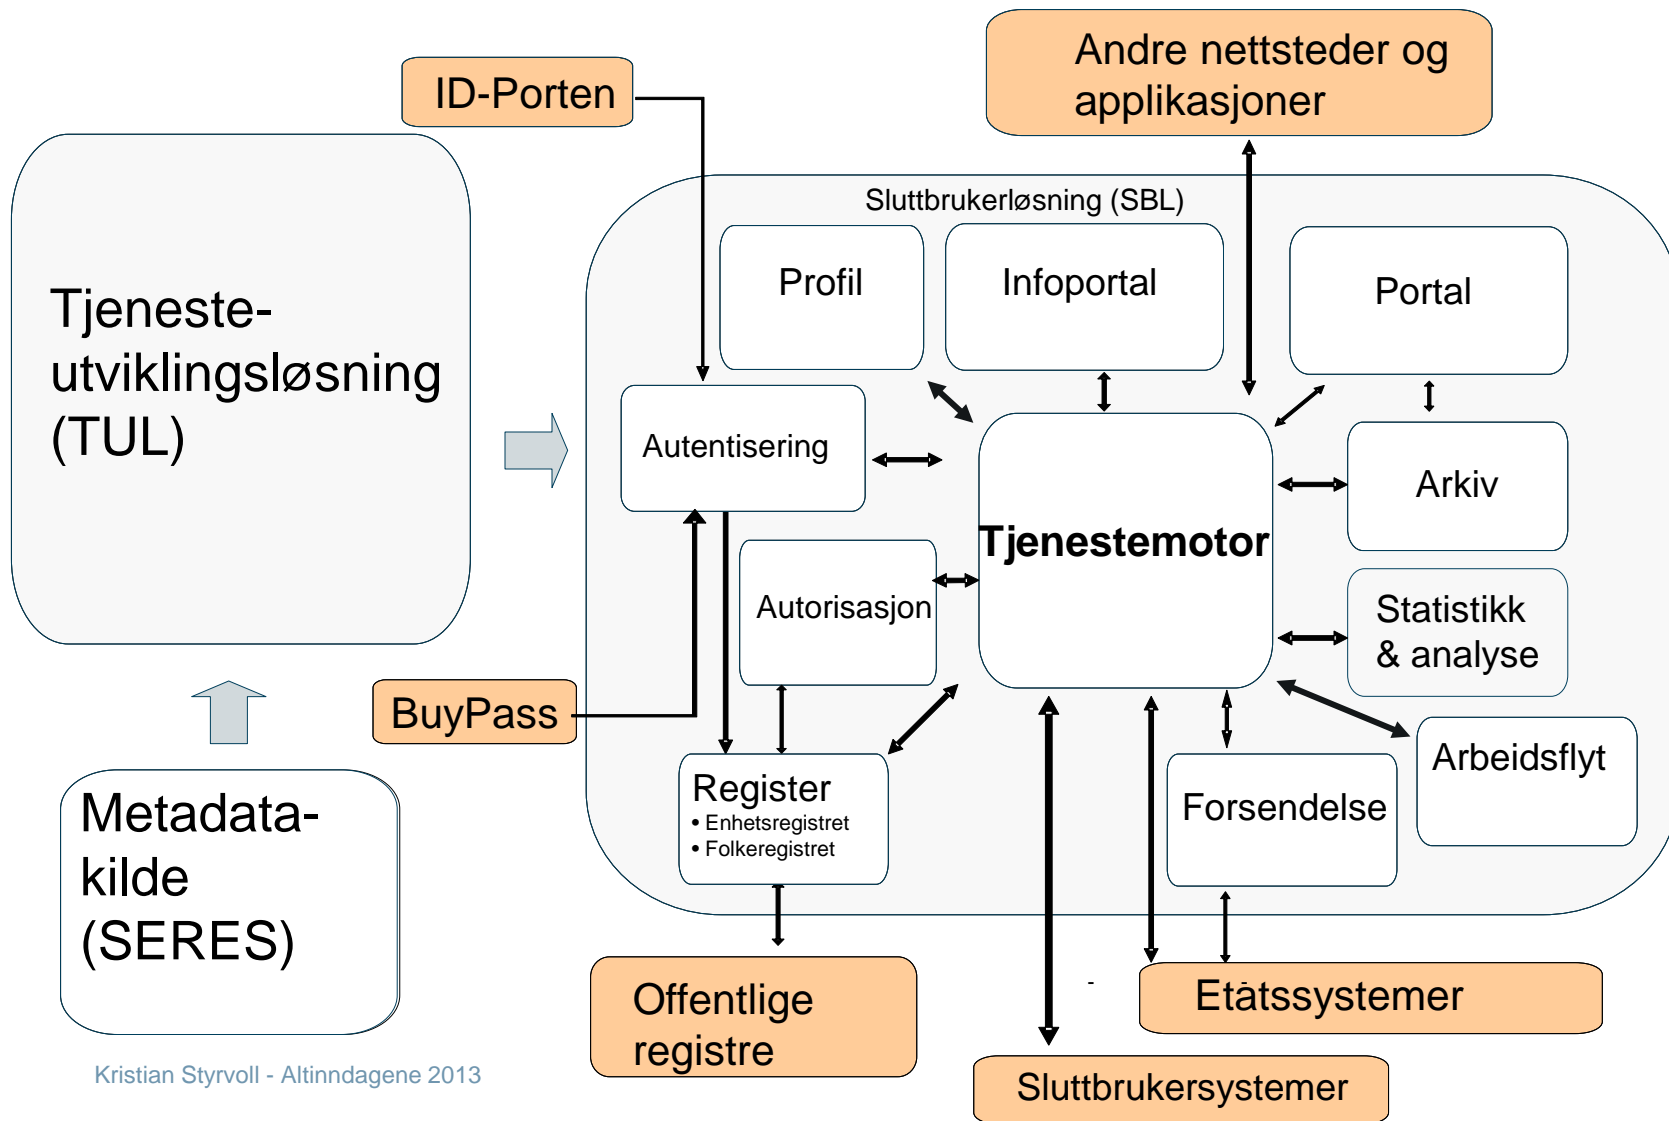 ID-Porten
Andre nettsteder og
applikasjoner
Sluttbrukerløsning (SBL)
Profil
Infoportal
Portal
Tjeneste-
utviklingsløsning
(TUL)
Autentisering
Arkiv
Tjenestemotor
Autorisasjon
Statistikk
& analyse
BuyPass
Arbeidsflyt
Register
• Enhetsregistret
• Folkeregistret
Forsendelse
Metadata-
kilde
(SERES)
Offentlige
registre
-
Etatssystemer
Sluttbrukersystemer
Kristian Styrvoll - Altinndagene 2013